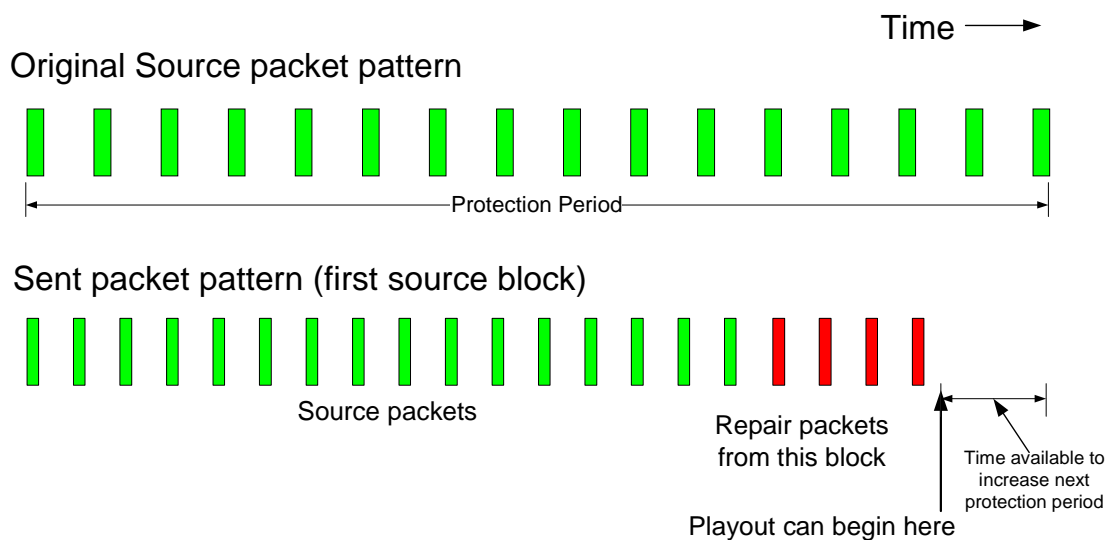 Time
Original Source packet pattern
Protection Period
Sent packet pattern (first source block)
Source packets
Repair packets
from this block
Time available to
increase next
protection period
Playout can begin here